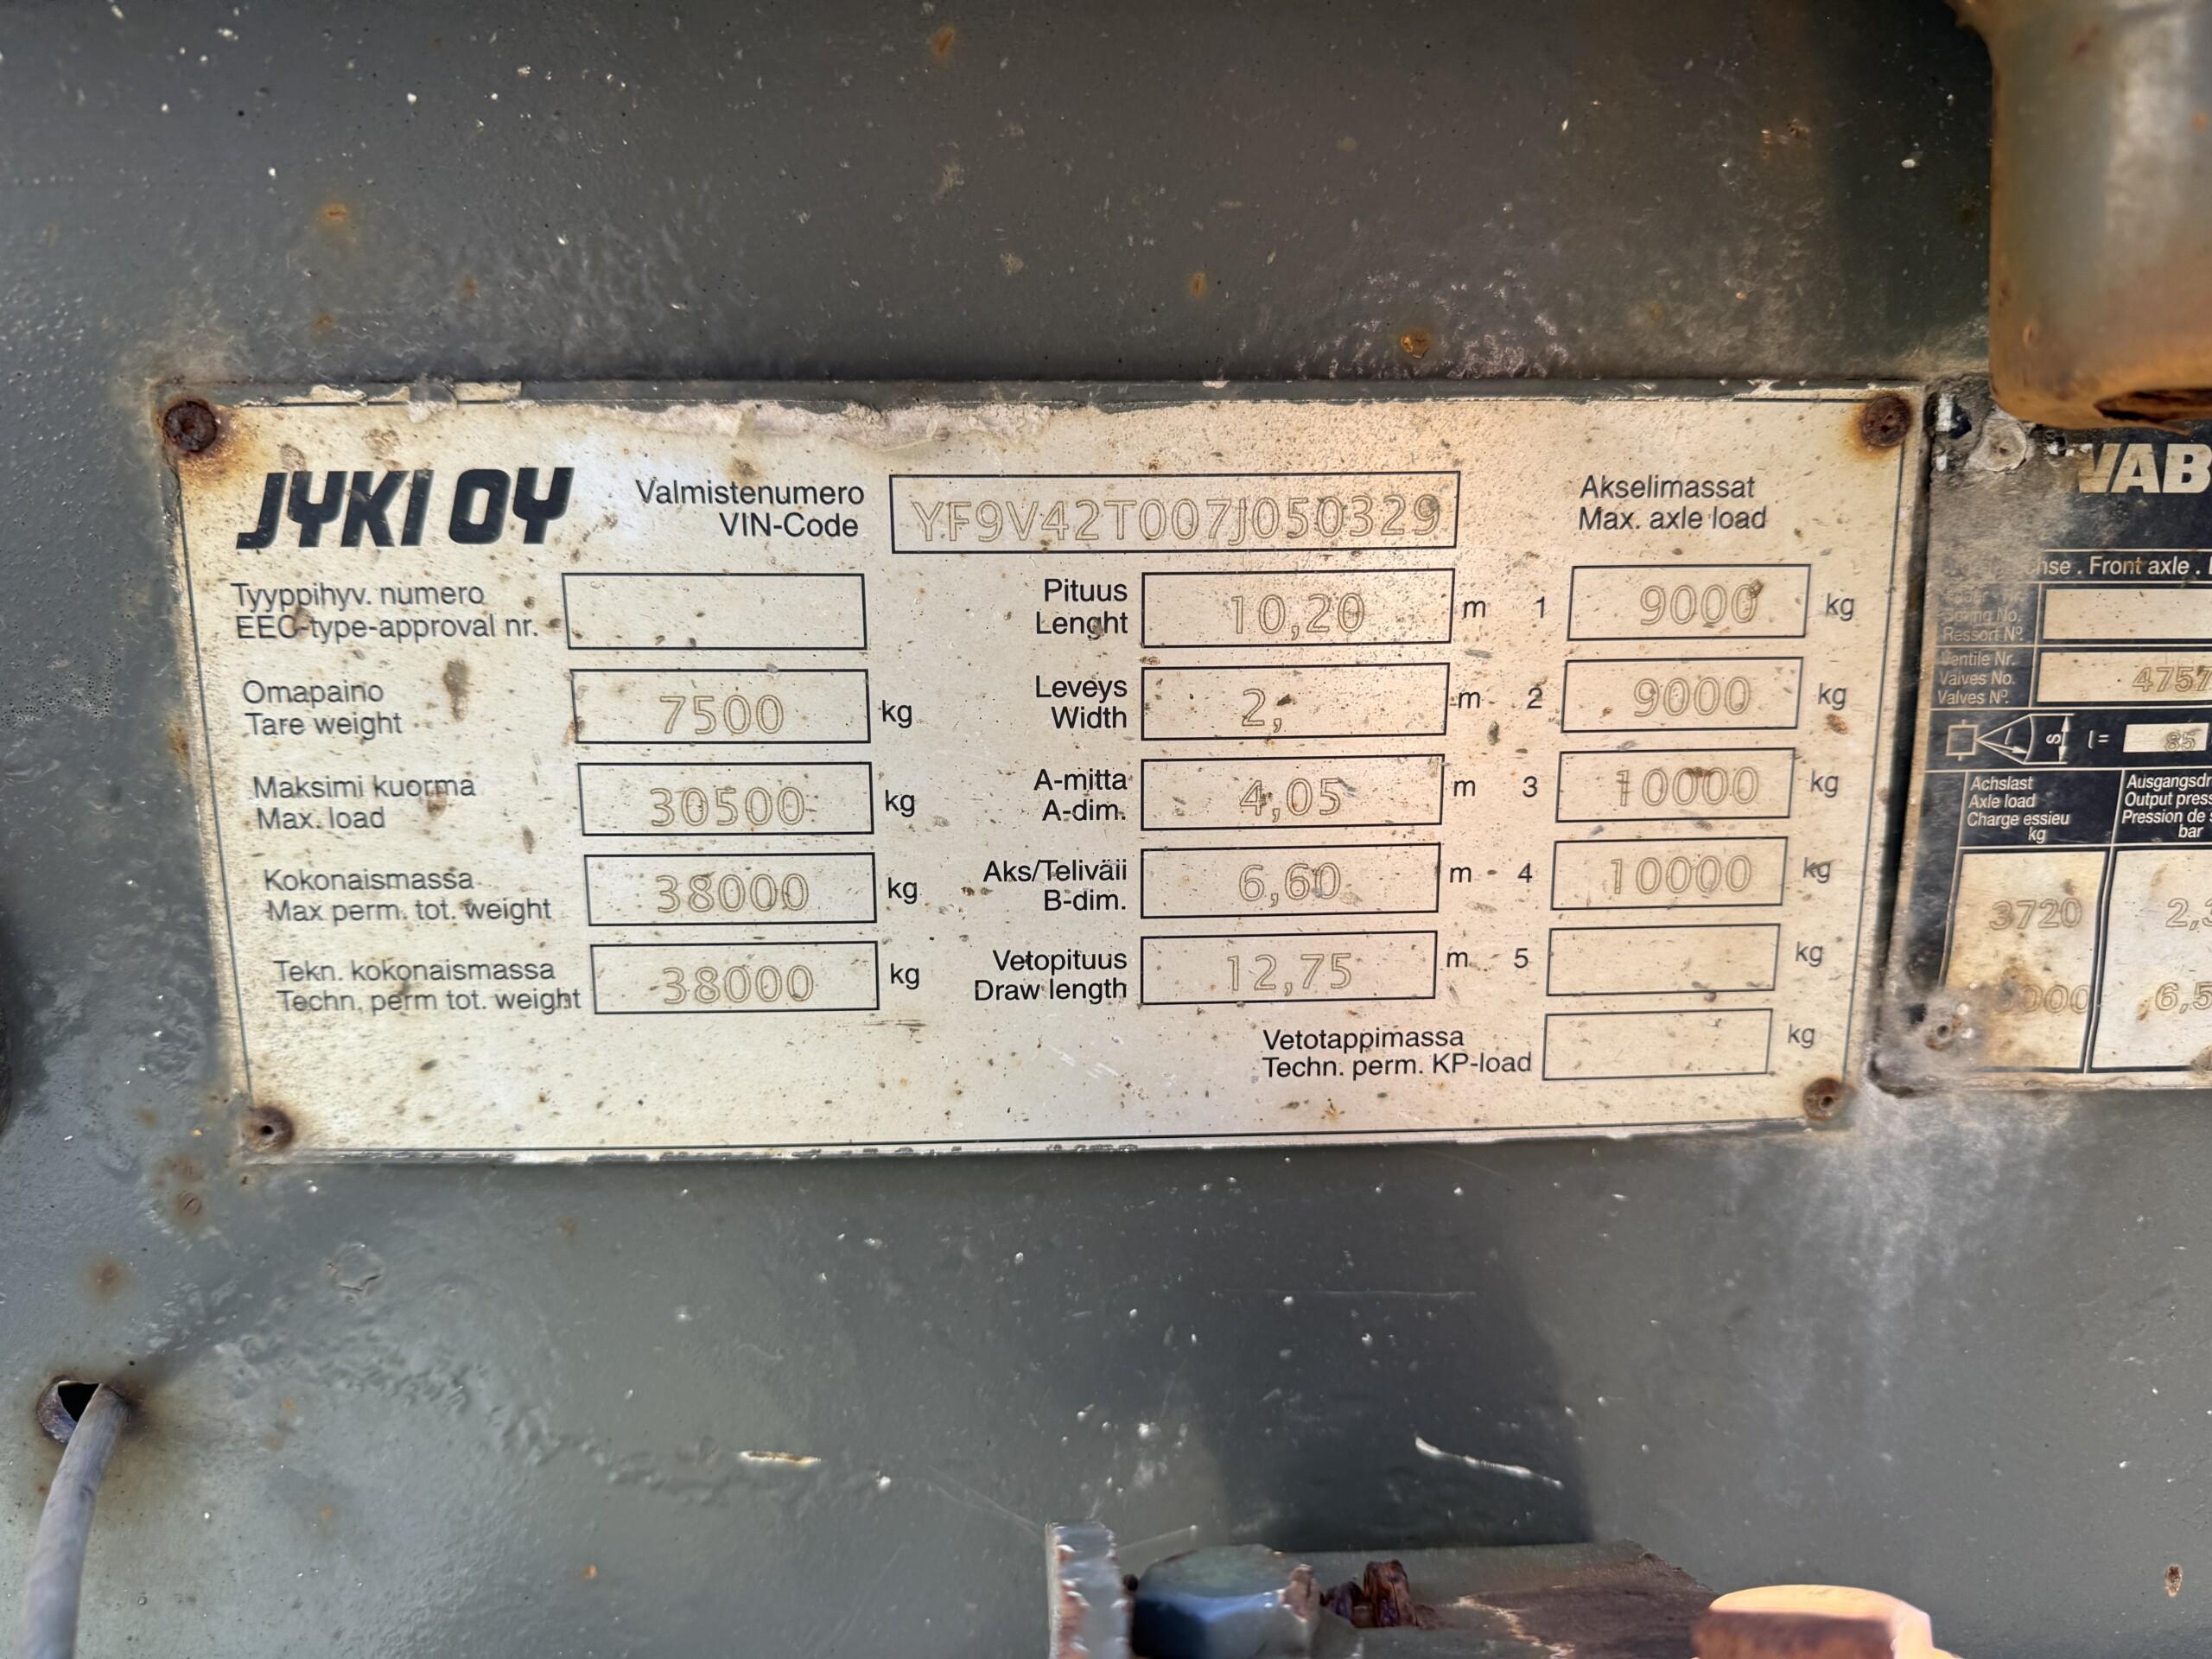 JYKI OY
Valmistenumero
VIN-Code
YF9V42T007J050329
Akselimassat
Max. axle load
Tyyppihyv. numero
EEC-type-approval nr.
Pituus
Lenght
10,20 m
1 9000 kg
Omapaino
Tare weight
7500 kg
Leveys
Width
2, m
2 9000 kg
Maksimi kuorma
Max. load
30500 kg
A-mitta
A-dim.
4,05 m
3 10000 kg
Kokonaismassa
Max perm. tot. weight
38000 kg
Aks/Teliväii
B-dim.
6,60 m
4 10000 kg
Tekn. kokonaismassa
Techn. perm tot. weight
38000 kg
Vetopituus
Draw length
12,75 m
5 kg
Vetotappimassa
Techn. perm. KP-load
kg
WAB
Front axle .
Ressort Nº
Ventile Nr.
Valves No.
Valves Nº.
4757
l = 85
Achslast
Axle load
Charge essieu
kg
Ausgangsdr
Output press
Pression de s
bar
3720
2,3
6,5